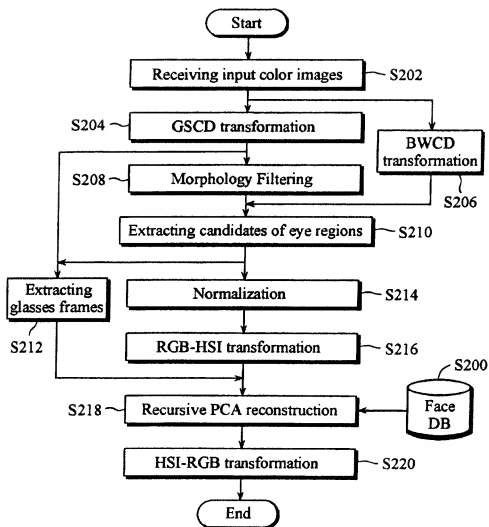 Start
Receiving input color images
S202
S204
GSCD transformation
BWCD
transformation
S206
S208
Morphology Filtering
Extracting candidates of eye regions
S210
Extracting
glasses frames
S212
Normalization
S214
RGB-HSI transformation
S216
S200
Face
DB
S218
Recursive PCA reconstruction
HSI-RGB transformation
S220
End